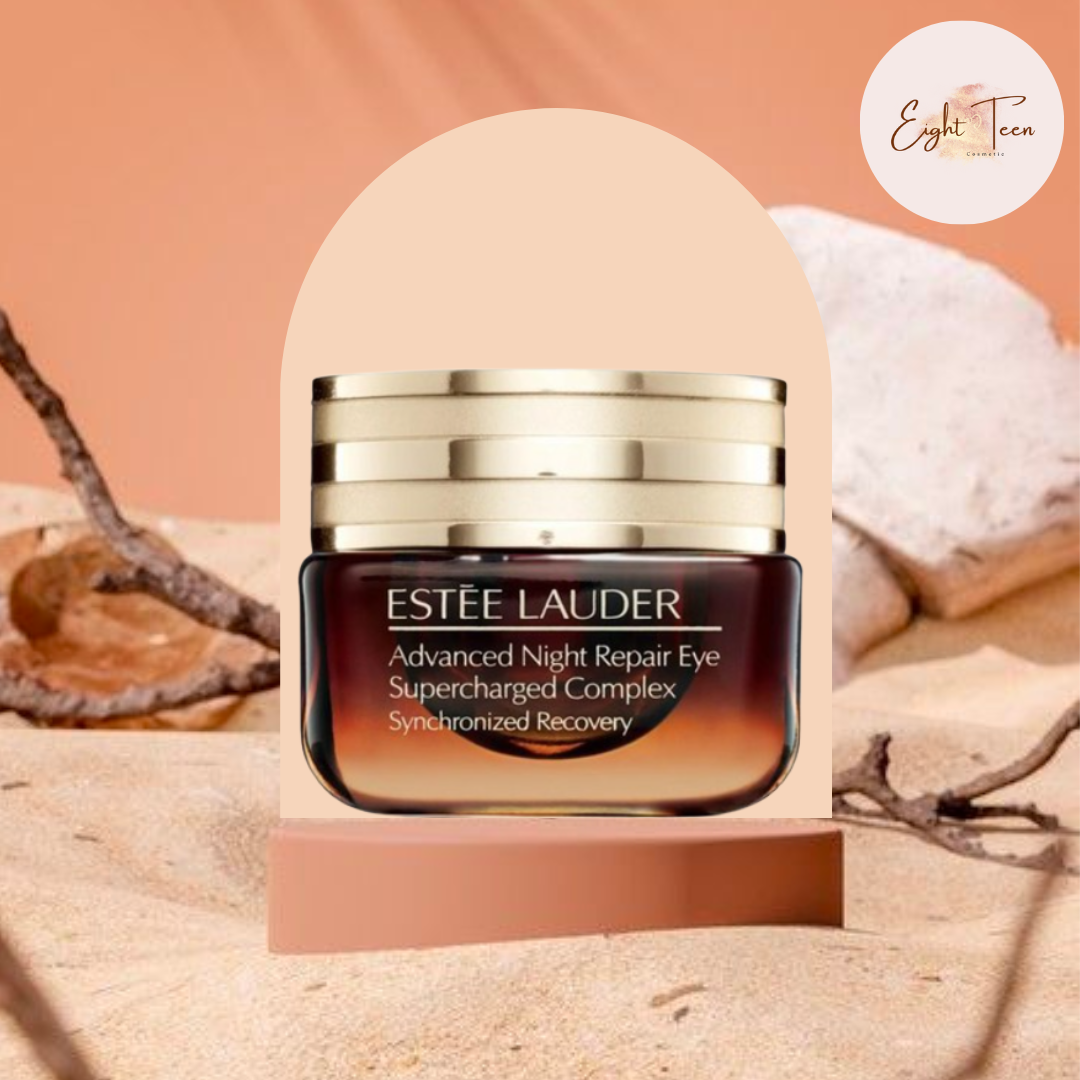 Eight Teen
Cosmetic
ESTĒE LAUDER
Advanced Night Repair Eye
Supercharged Complex
Synchronized Recovery